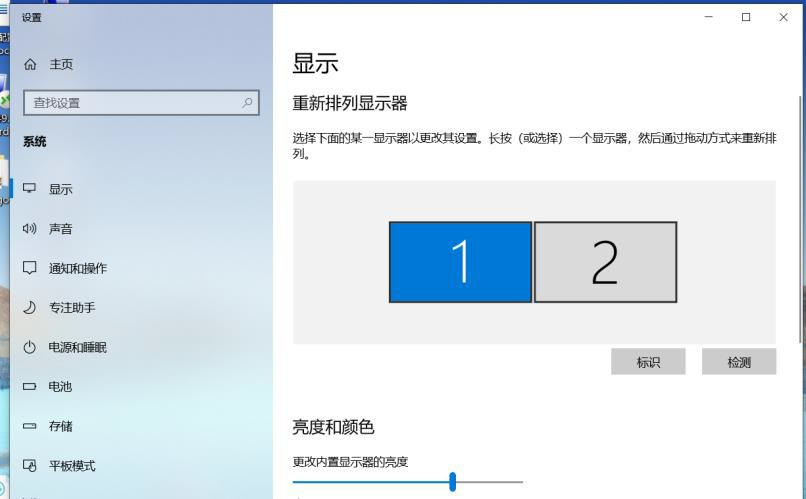 设置
主页
查找设置
系统
显示
声音
通知和操作
专注助手
电源和睡眠
电池
存储
平板模式
显示
重新排列显示器
选择下面的某一显示器以更改其设置。长按（或选择）一个显示器，然后通过拖动方式来重新排
列。
1
2
标识
检测
亮度和颜色
更改内置显示器的亮度